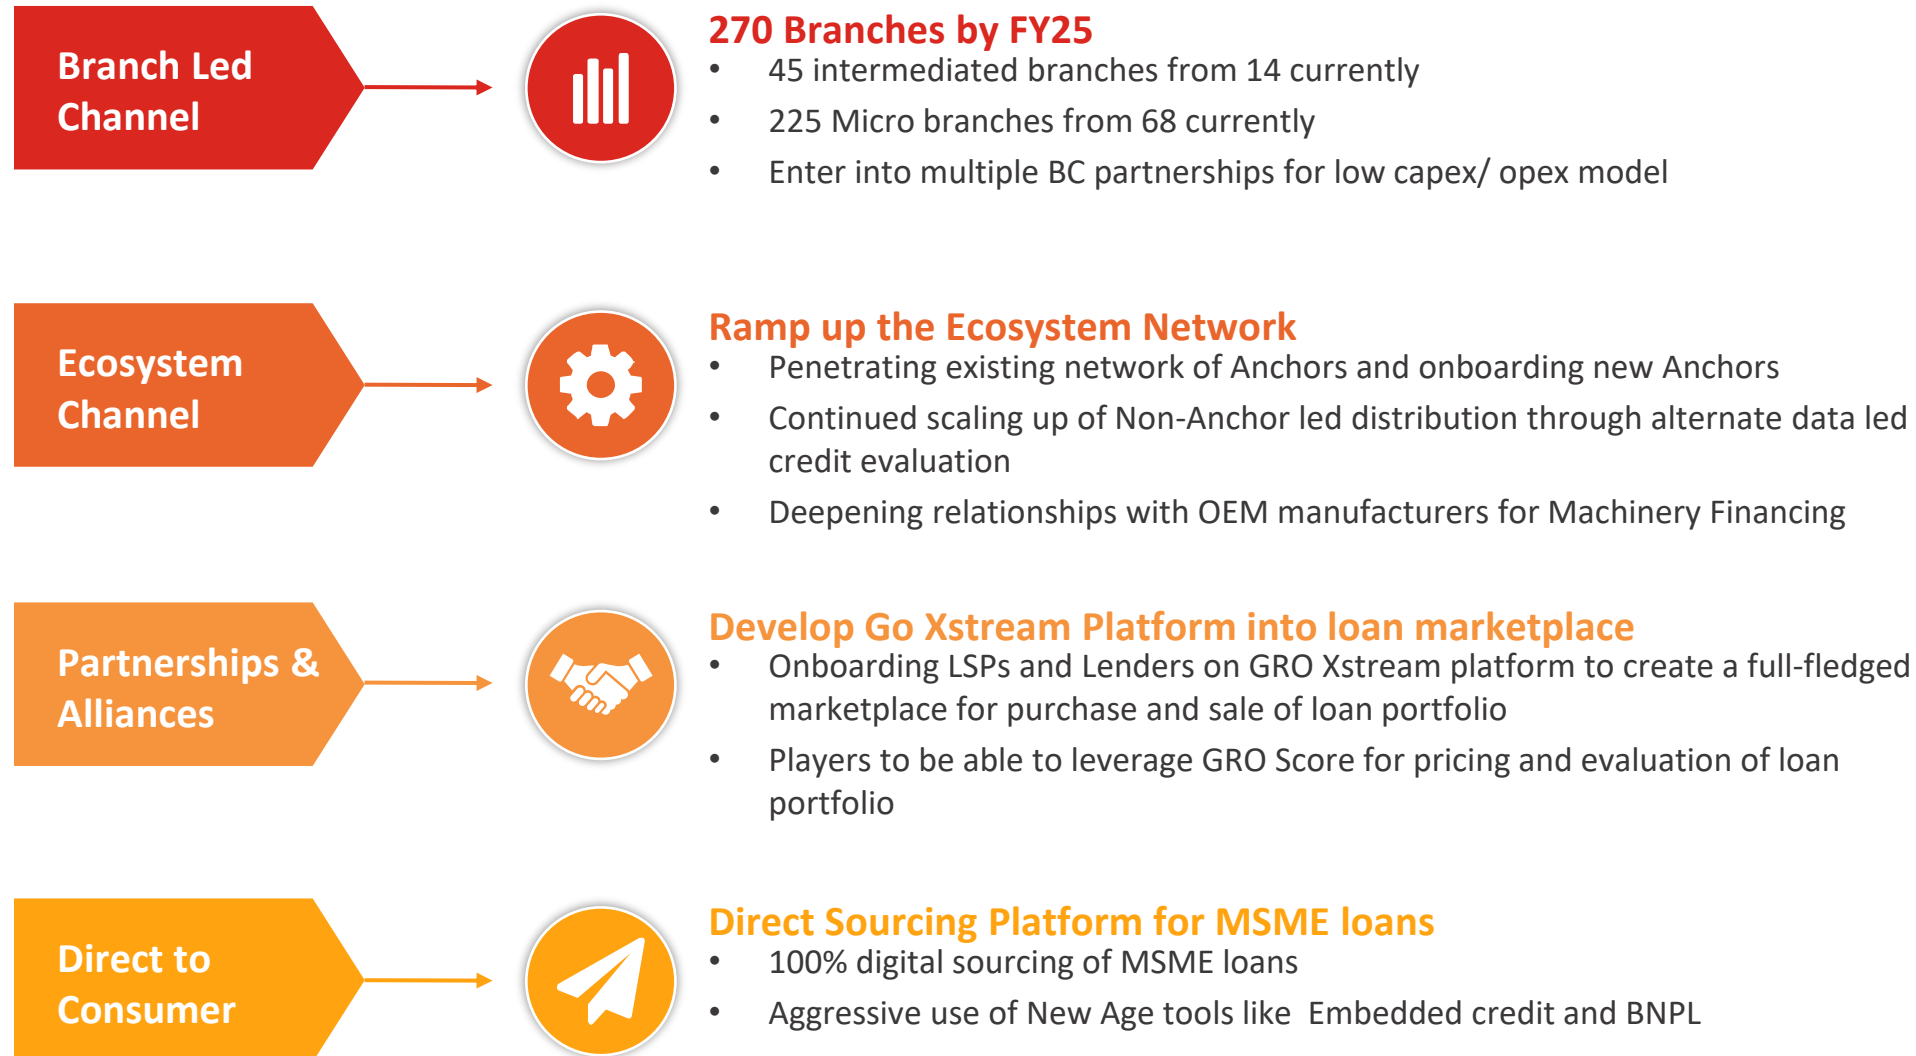 Branch Led
Channel
270 Branches by FY25
• 45 intermediated branches from 14 currently
• 225 Micro branches from 68 currently
• Enter into multiple BC partnerships for low capex/ opex model
Ecosystem
Channel
Ramp up the Ecosystem Network
• Penetrating existing network of Anchors and onboarding new Anchors
• Continued scaling up of Non-Anchor led distribution through alternate data led
credit evaluation
• Deepening relationships with OEM manufacturers for Machinery Financing
Partnerships &
Alliances
Develop Go Xstream Platform into loan marketplace
• Onboarding LSPs and Lenders on GRO Xstream platform to create a full-fledged
marketplace for purchase and sale of loan portfolio
• Players to be able to leverage GRO Score for pricing and evaluation of loan
portfolio
Direct to
Consumer
Direct Sourcing Platform for MSME loans
• 100% digital sourcing of MSME loans
• Aggressive use of New Age tools like Embedded credit and BNPL